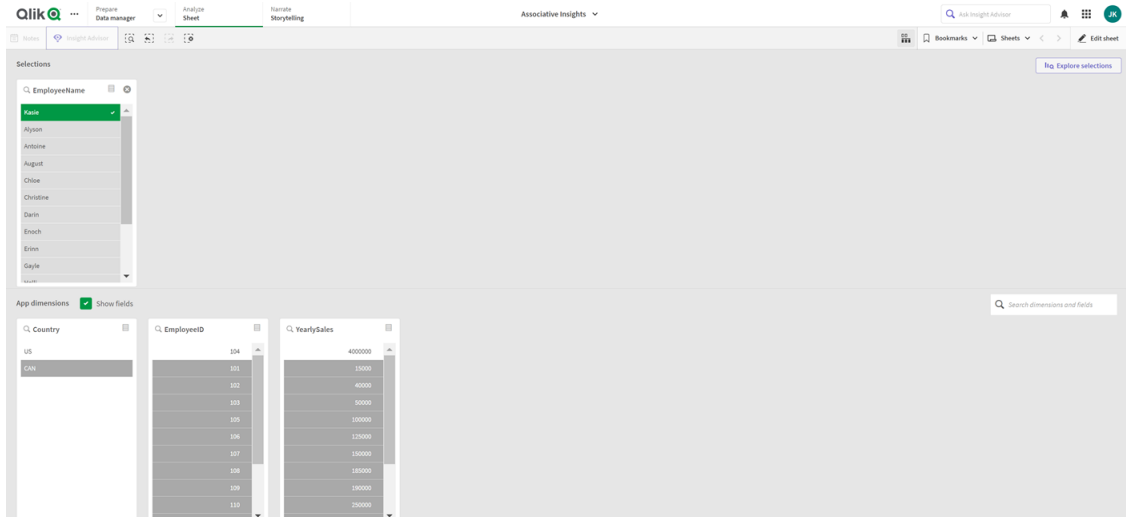 Qlik
Prepare
Data manager
Analyze
Sheet
Narrate
Storytelling
Associative Insights
Ask Insight Advisor
JK
Notes
Insight Advisor
Bookmarks
Sheets
Edit sheet
Selections
Explore selections
EmployeeName
Kasie
Alyson
Antoine
August
Chloe
Christine
Darin
Enoch
Erinn
Gayle
App dimensions
Show fields
Search dimensions and fields
Country
US
CAN
EmployeeID
104
101
102
103
105
106
107
108
109
110
YearlySales
4000000
15000
40000
50000
100000
125000
150000
185000
190000
250000